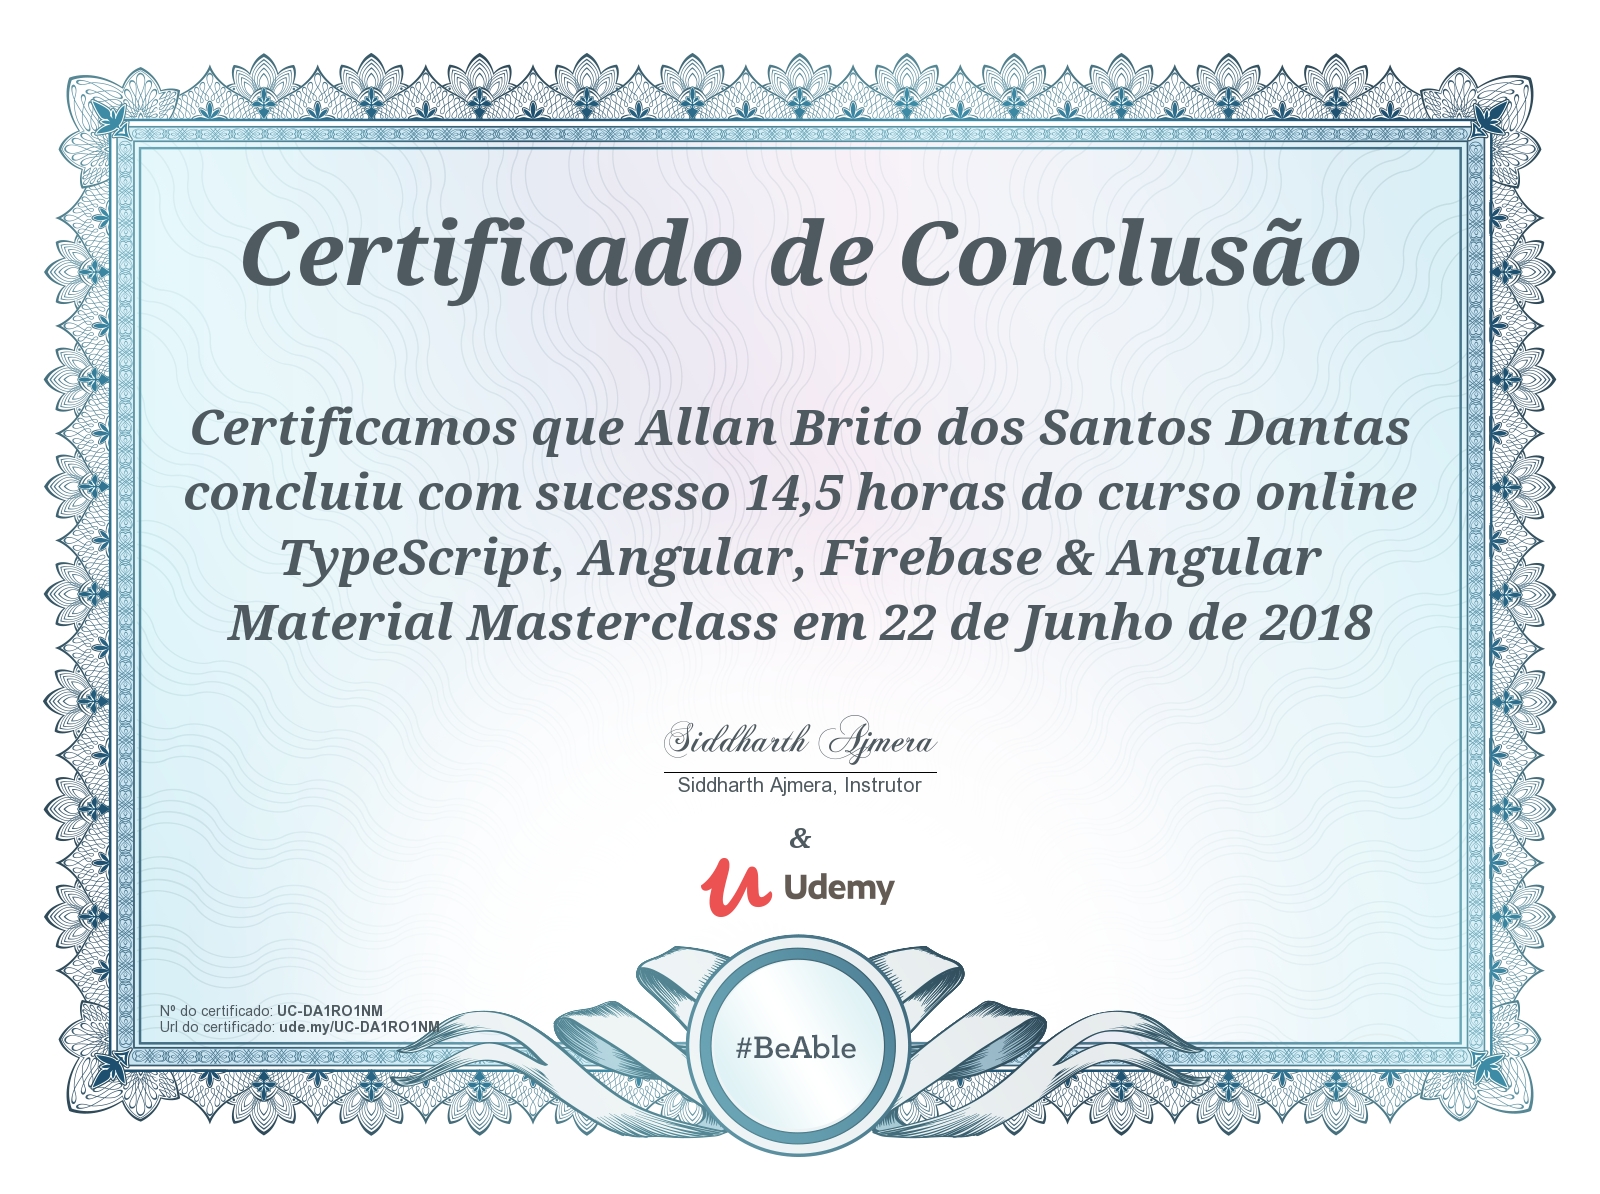 Certificado de Conclusão
Certificamos que Allan Brito dos Santos Dantas
concluiu com sucesso 14,5 horas do curso online
TypeScript, Angular, Firebase & Angular
Material Masterclass em 22 de Junho de 2018
Siddharth Ajmera
Siddharth Ajmera, Instrutor
&
Udemy
Nº do certificado: UC-DA1RO1NM
Url do certificado: ude.my/UC-DA1RO1NM
#BeAble